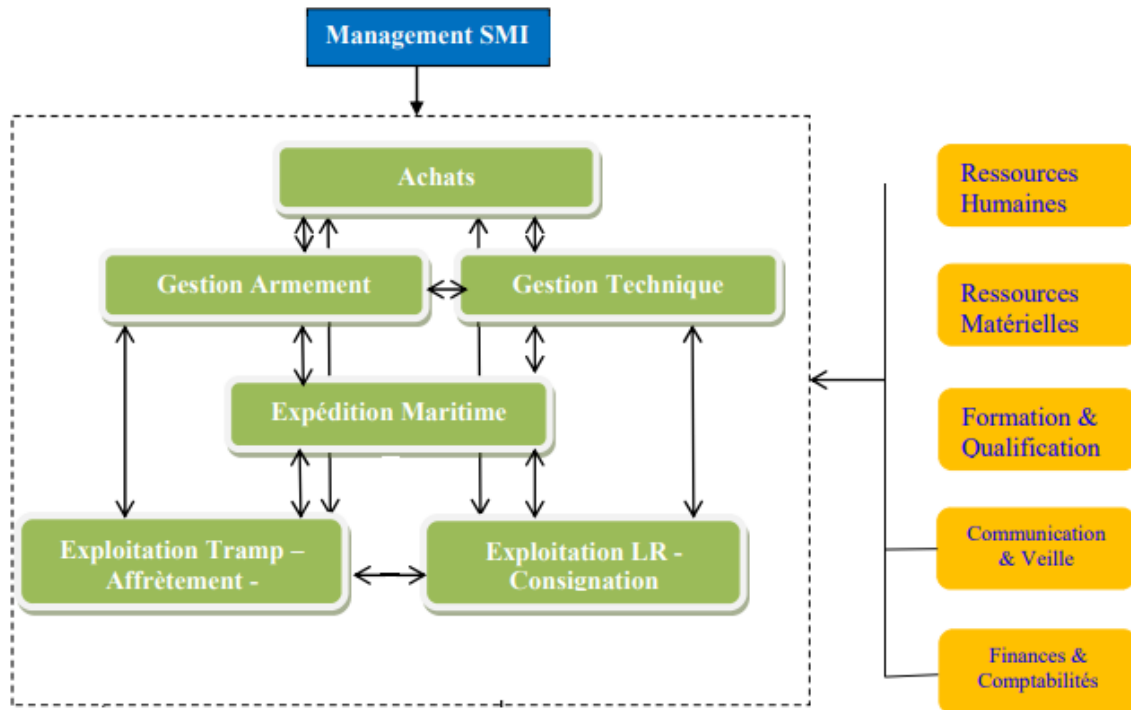 Management SMI
Achats
Gestion Armement
Gestion Technique
Expédition Maritime
Exploitation Tramp –
Affrètement -
Exploitation LR -
Consignation
Ressources
Humaines
Ressources
Matérielles
Formation &
Qualification
Communication
& Veille
Finances &
Comptabilités